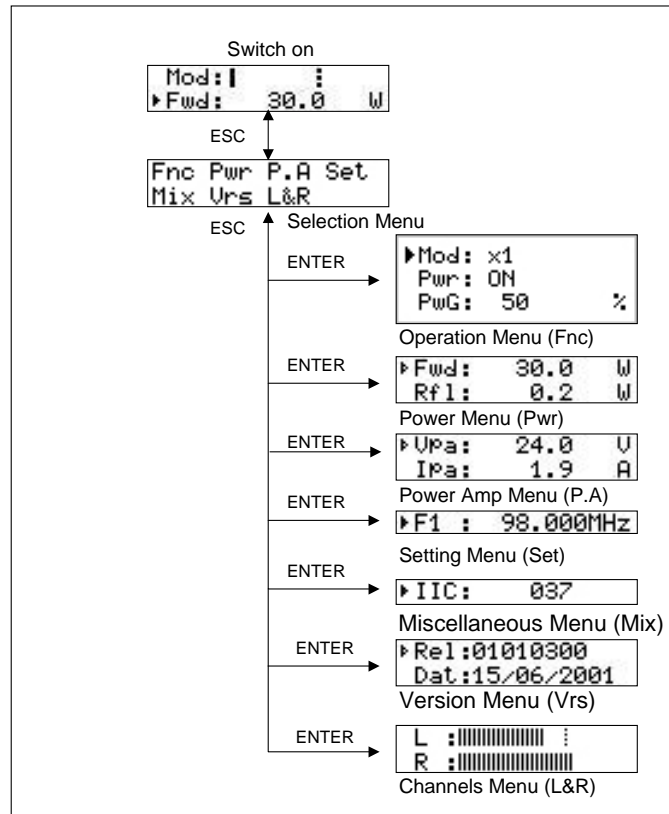 Switch on
Mod:
Fwd: 30.0 W
ESC
Fnc Pwr P.A Set
Mix Vrs L&R
ESC
Selection Menu
ENTER
Mod: x1
Pwr: ON
PwG: 50 %
Operation Menu (Fnc)
ENTER
Fwd: 30.0 W
Rfl: 0.2 W
Power Menu (Pwr)
ENTER
Vpa: 24.0 V
Ipa: 1.9 A
Power Amp Menu (P.A)
ENTER
F1 : 98.000MHz
Setting Menu (Set)
ENTER
IIC: 037
Miscellaneous Menu (Mix)
ENTER
Rel:01010300
Dat:15/06/2001
Version Menu (Vrs)
ENTER
L :
R :
Channels Menu (L&R)